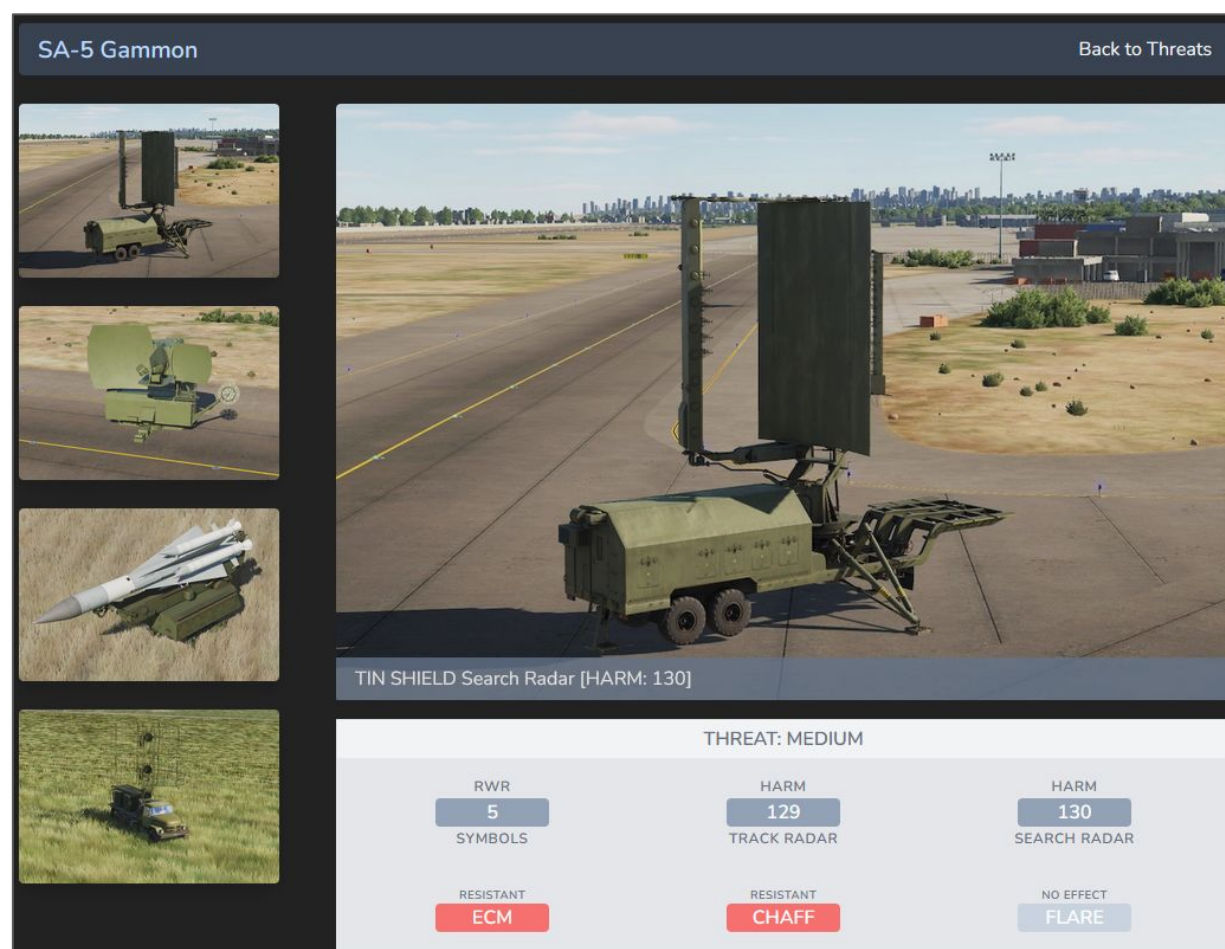 SA-5 Gammon
Back to Threats
TIN SHIELD Search Radar [HARM: 130]
THREAT: MEDIUM
RWR
5
SYMBOLS
HARM
129
TRACK RADAR
HARM
130
SEARCH RADAR
RESISTANT
ECM
RESISTANT
CHAFF
NO EFFECT
FLARE